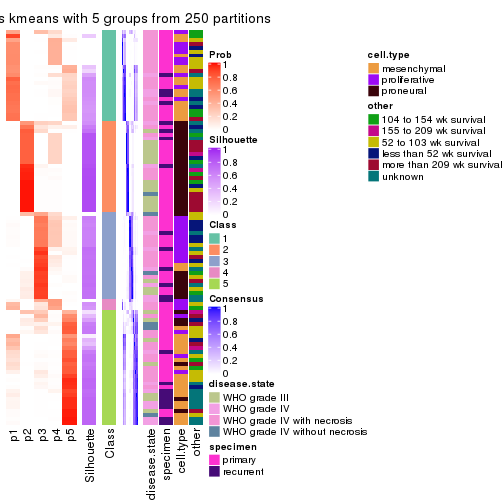 s kmeans with 5 groups from 250 partitions
Prob
1
0.8
0.6
0.4
0.2
0
Silhouette
1
0.8
0.6
0.4
0.2
0
Class
1
2
3
4
5
Consensus
1
0.8
0.6
0.4
0.2
0
disease.state
WHO grade III
WHO grade IV
WHO grade IV with necrosis
WHO grade IV without necrosis
specimen
primary
recurrent
cell.type
mesenchymal
proliferative
proneural
other
104 to 154 wk survival
155 to 209 wk survival
52 to 103 wk survival
less than 52 wk survival
more than 209 wk survival
unknown
p1
p2
p3
p4
p5
Silhouette
Class
disease.state
specimen
cell.type
other